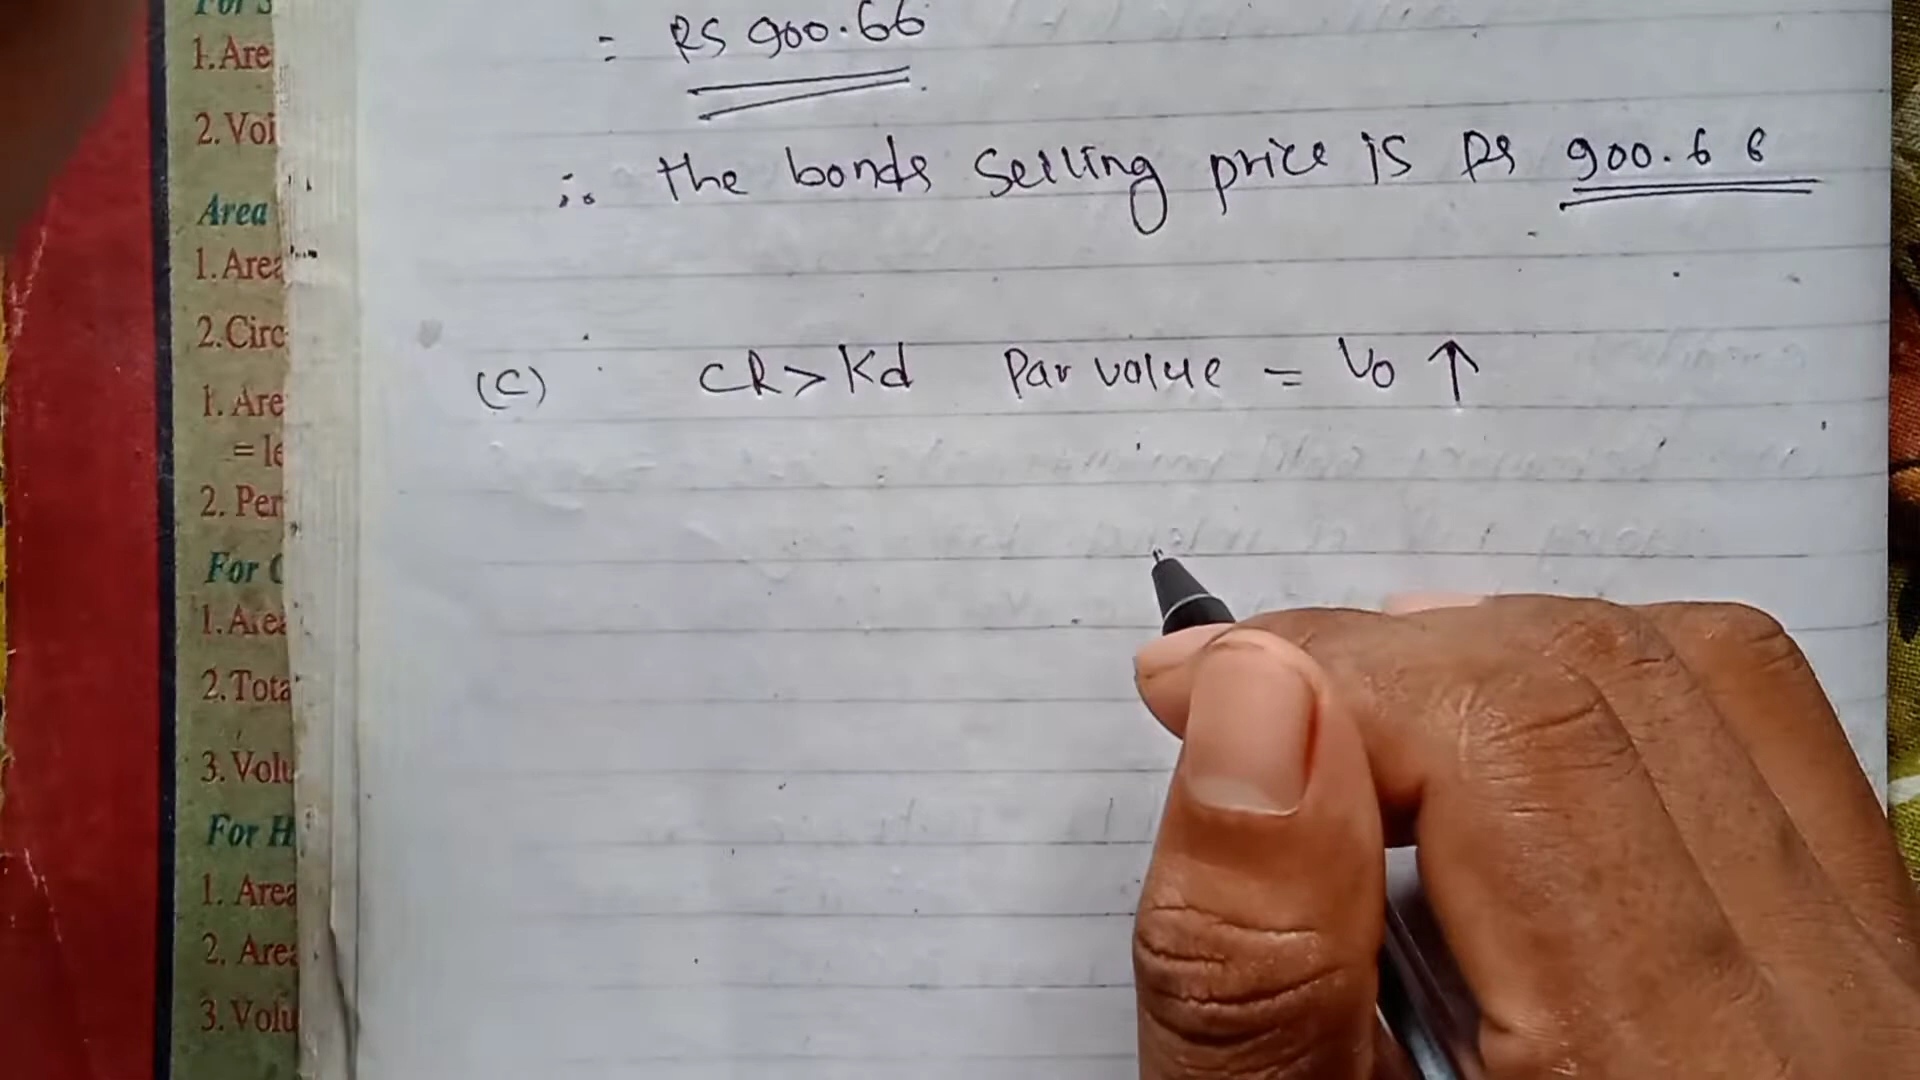 For S
1. Are
2. Vol
Area
1. Area
2. Circ
1. Are
= le
2. Per
For C
1. Area
2. Tota
3. Volu
For H
1. Area
2. Area
3. Volu
= RS 900.66
∴ the bonds selling price is RS 900.66
(C) CR > Kd Par value = V0 ↑